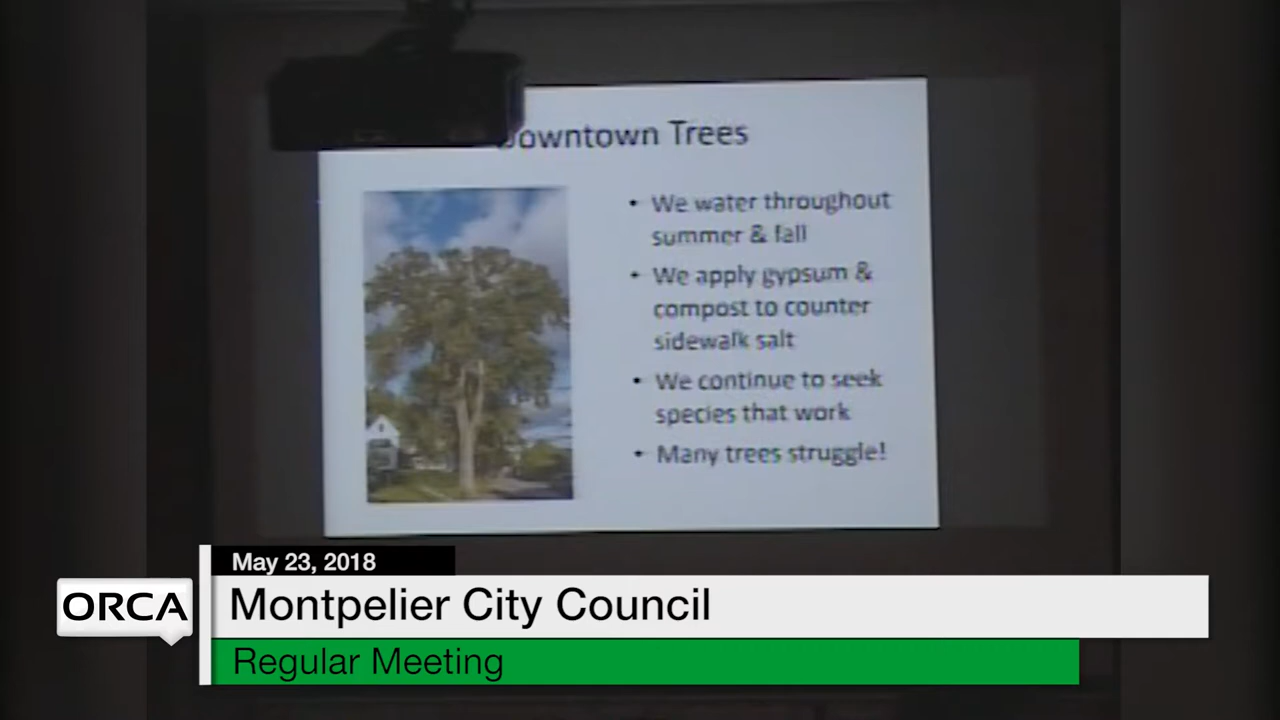 Downtown Trees
• We water throughout
summer & fall
• We apply gypsum &
compost to counter
sidewalk salt
• We continue to seek
species that work
• Many trees struggle!
May 23, 2018
ORCA
Montpelier City Council
Regular Meeting